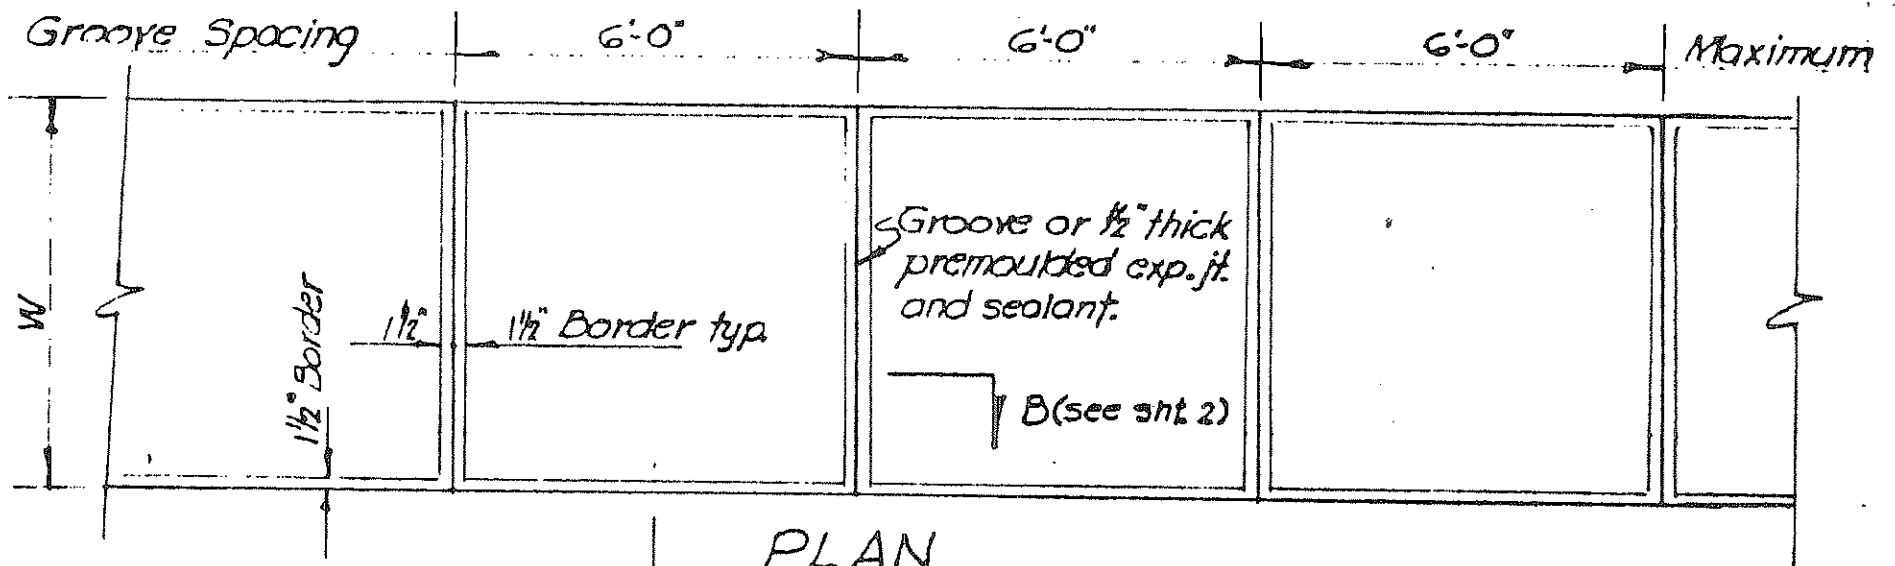 Groove Spacing
6'-0"
6'-0"
6'-0"
Maximum
W
1½" Border
1½"
1½" Border typ.
Groove or ½" thick
premoulded exp. jt.
and sealant.
B (see sht. 2)
PLAN